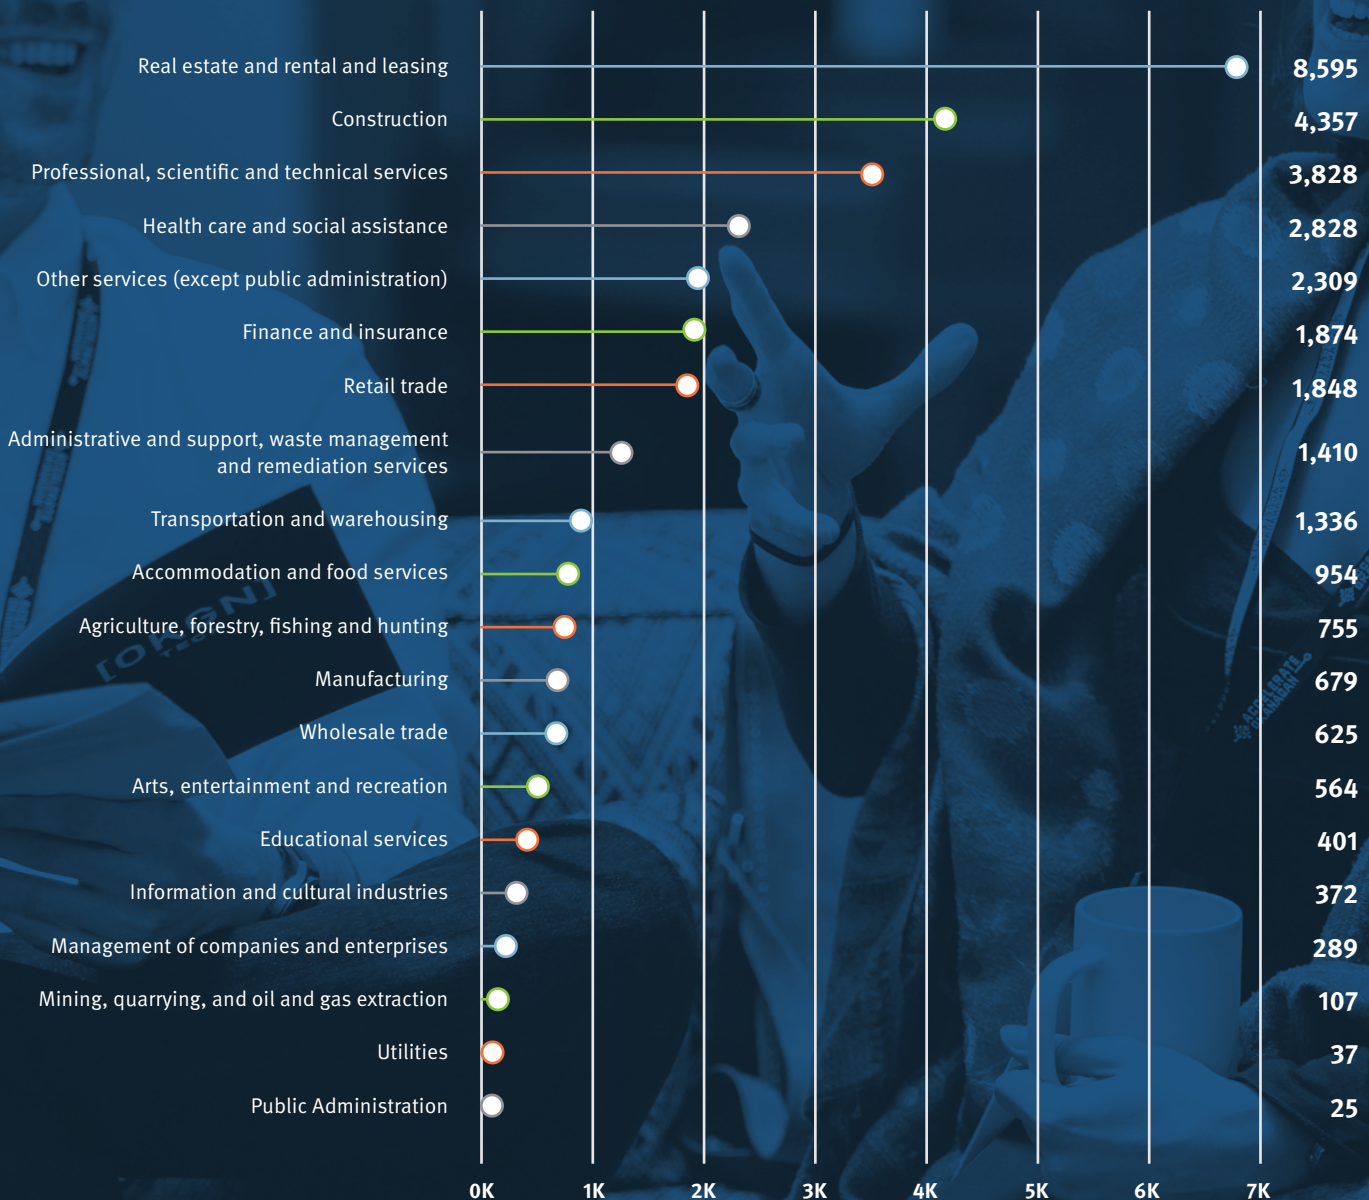 Real estate and rental and leasing 8,595
Construction 4,357
Professional, scientific and technical services 3,828
Health care and social assistance 2,828
Other services (except public administration) 2,309
Finance and insurance 1,874
Retail trade 1,848
Administrative and support, waste management
and remediation services 1,410
Transportation and warehousing 1,336
Accommodation and food services 954
Agriculture, forestry, fishing and hunting 755
Manufacturing 679
Wholesale trade 625
Arts, entertainment and recreation 564
Educational services 401
Information and cultural industries 372
Management of companies and enterprises 289
Mining, quarrying, and oil and gas extraction 107
Utilities 37
Public Administration 25
0K 1K 2K 3K 4K 5K 6K 7K
[OKGN]
ACCELERATE
OKANAGAN